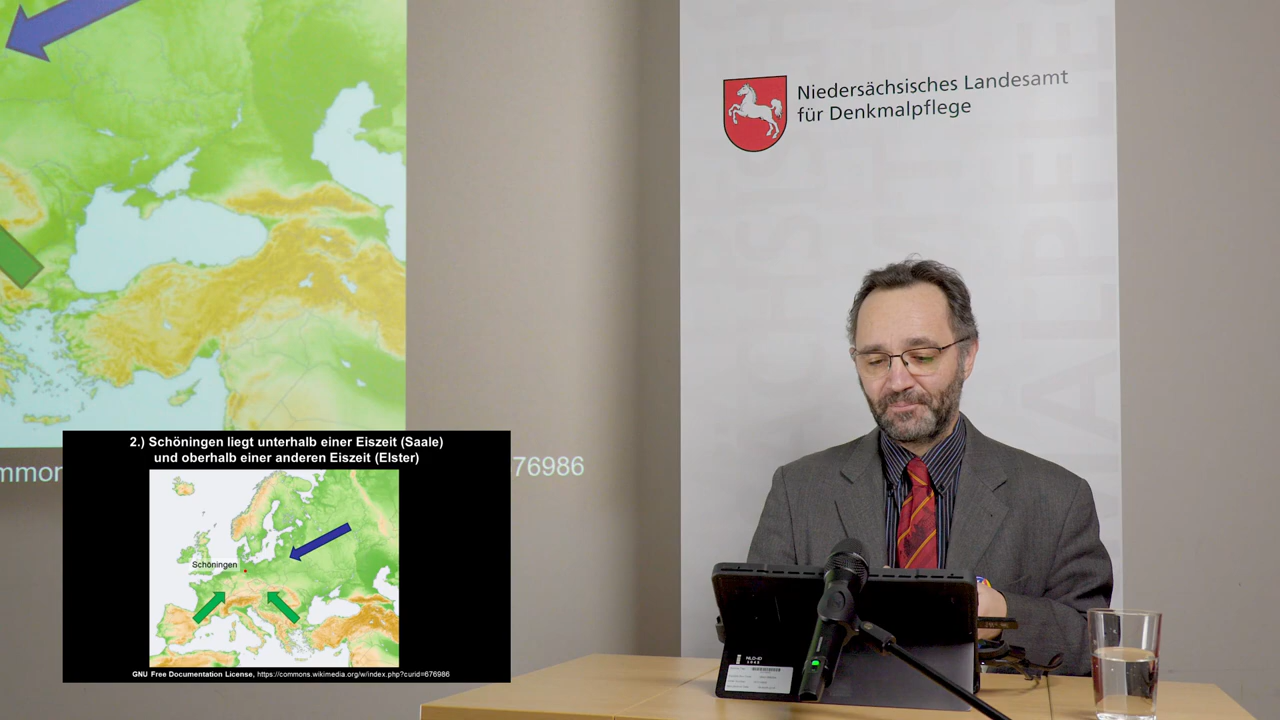 Niedersächsisches Landesamt
für Denkmalpflege
76986
2.) Schöningen liegt unterhalb einer Eiszeit (Saale)
und oberhalb einer anderen Eiszeit (Elster)
Schöningen
GNU Free Documentation License, https://commons.wikimedia.org/w/index.php?curid=676986